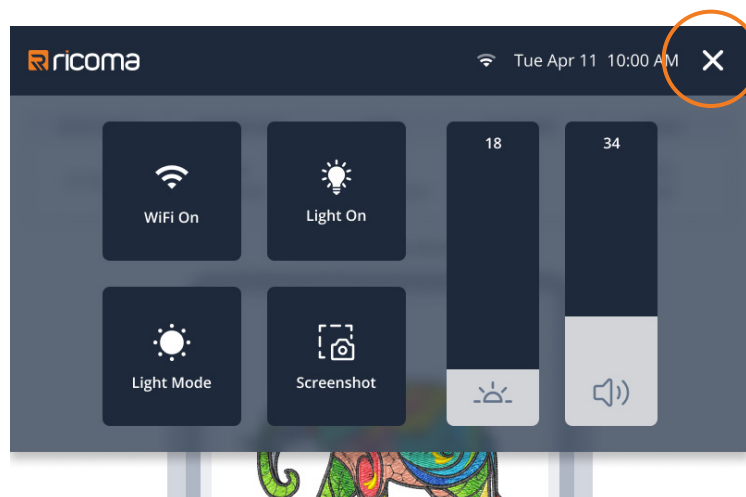 ricoma
Tue Apr 11 10:00 AM
WiFi On
Light On
18
34
Light Mode
Screenshot